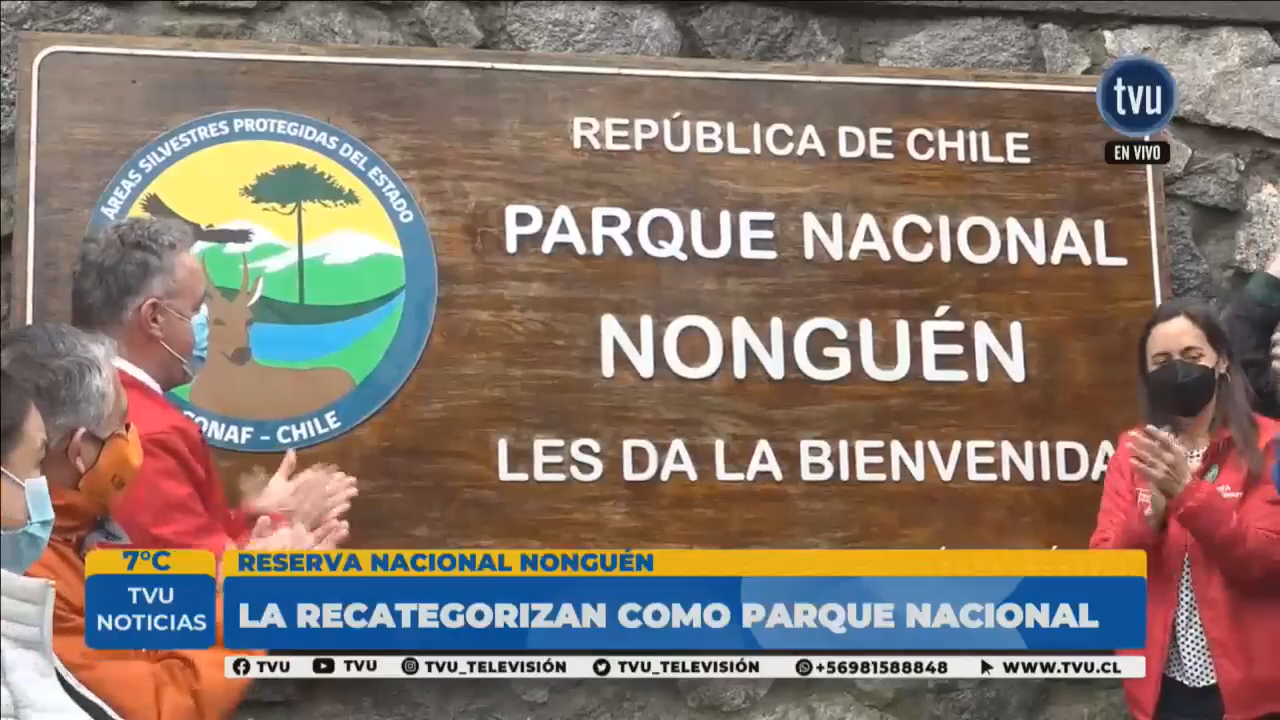 REPÚBLICA DE CHILE
PARQUE NACIONAL
NONGUÉN
LES DA LA BIENVENIDA
ÁREAS SILVESTRES PROTEGIDAS DEL ESTADO
CONAF - CHILE
tvu
EN VIVO
7°C
TVU
NOTICIAS
RESERVA NACIONAL NONGUÉN
LA RECATEGORIZAN COMO PARQUE NACIONAL
TVU TVU TVU_TELEVISIÓN TVU_TELEVISIÓN +56981588848 WWW.TVU.CL